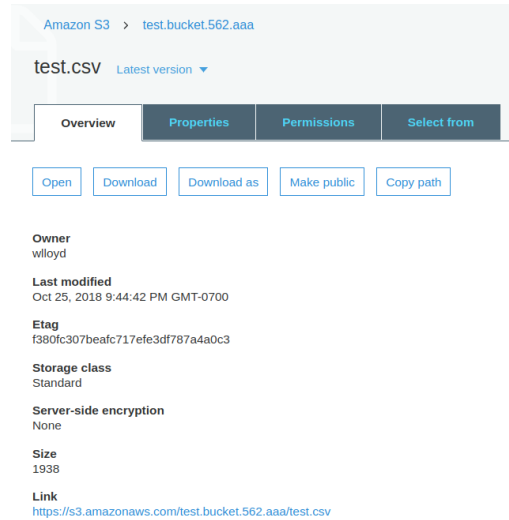 Amazon S3 > test.bucket.562.aaa
test.csv Latest version
Overview Properties Permissions Select from
Open Download Download as Make public Copy path
Owner
wlloyd
Last modified
Oct 25, 2018 9:44:42 PM GMT-0700
Etag
f380fc307beafc717efe3df787a4a0c3
Storage class
Standard
Server-side encryption
None
Size
1938
Link
https://s3.amazonaws.com/test.bucket.562.aaa/test.csv